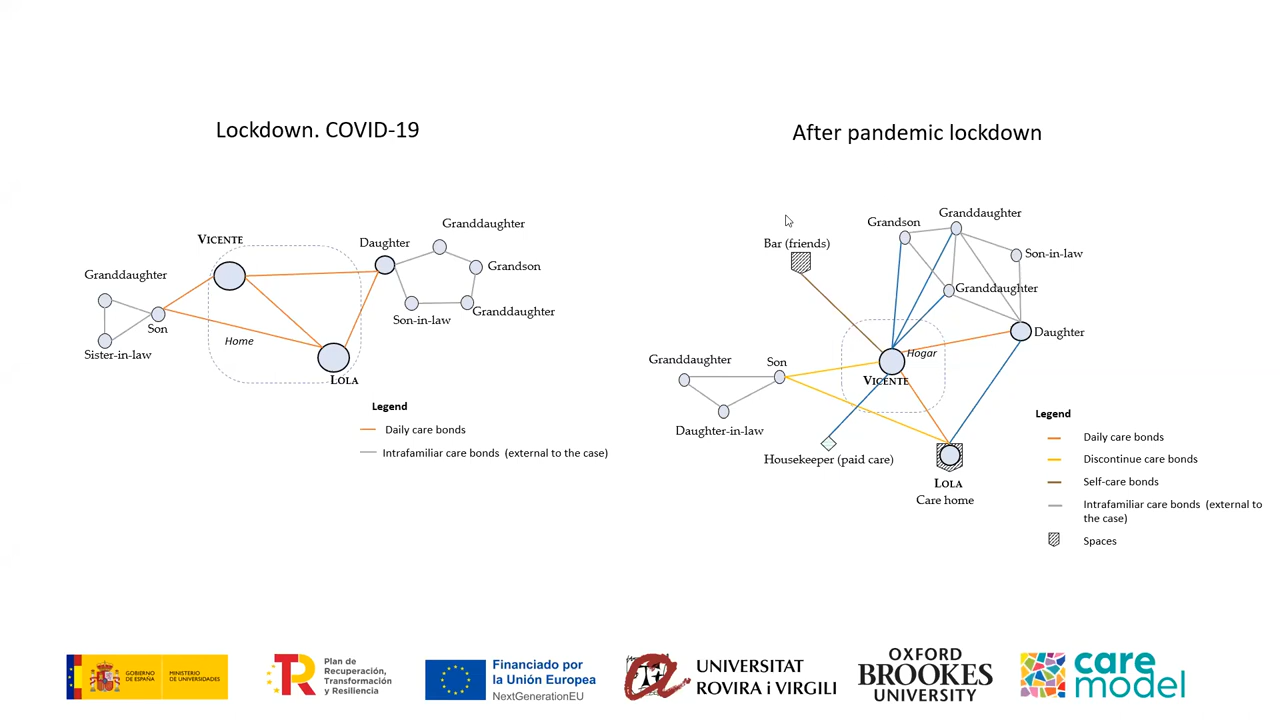 Lockdown. COVID-19
VICENTE
Granddaughter
Son
Sister-in-law
Home
LOLA
Daughter
Granddaughter
Grandson
Granddaughter
Son-in-law
Legend
Daily care bonds
Intrafamiliar care bonds (external to the case)
After pandemic lockdown
Bar (friends)
Grandson
Granddaughter
Son-in-law
Granddaughter
Daughter
Hogar
VICENTE
Granddaughter
Son
Daughter-in-law
Housekeeper (paid care)
LOLA
Care home
Legend
Daily care bonds
Discontinue care bonds
Self-care bonds
Intrafamiliar care bonds (external to
the case)
Spaces
GOBIERNO
DE ESPAÑA
MINISTERIO
DE UNIVERSIDADES
TR
Plan de
Recuperación,
Transformación
y Resiliencia
Financiado por
la Unión Europea
NextGenerationEU
UNIVERSITAT
ROVIRA i VIRGILI
OXFORD
BROOKES
UNIVERSITY
care
model